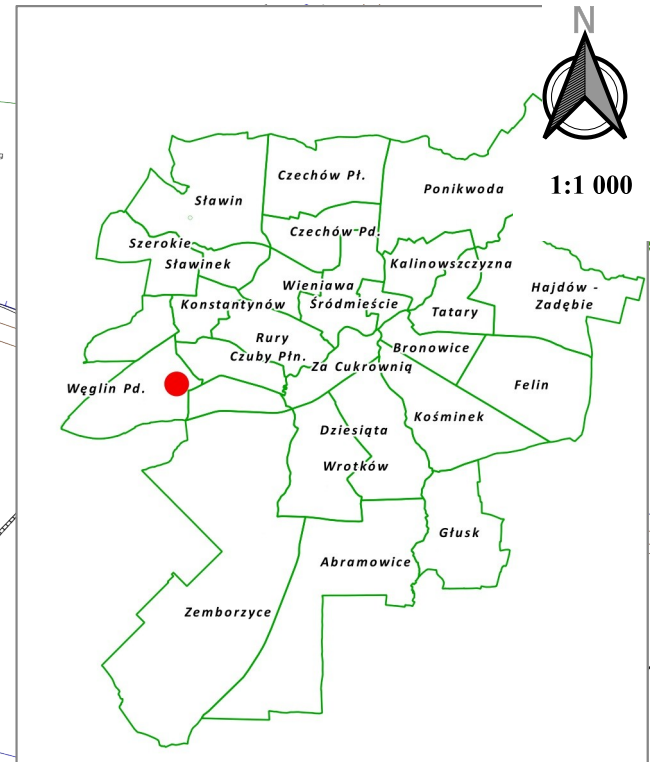 N
1:1 000
Czechów Pł.
Ponikwoda
Sławin
Czechów Pd.
Szerokie
Sławinek
Kalinowszczyzna
Wieniawa
Hajdów -
Zadębie
Konstantynów
Śródmieście
Tatary
Rury
Czuby Płn.
Bronowice
Za Cukrownią
Węglin Pd.
Felin
Kośminek
Dziesiąta
Wrotków
Głusk
Abramowice
Zemborzyce